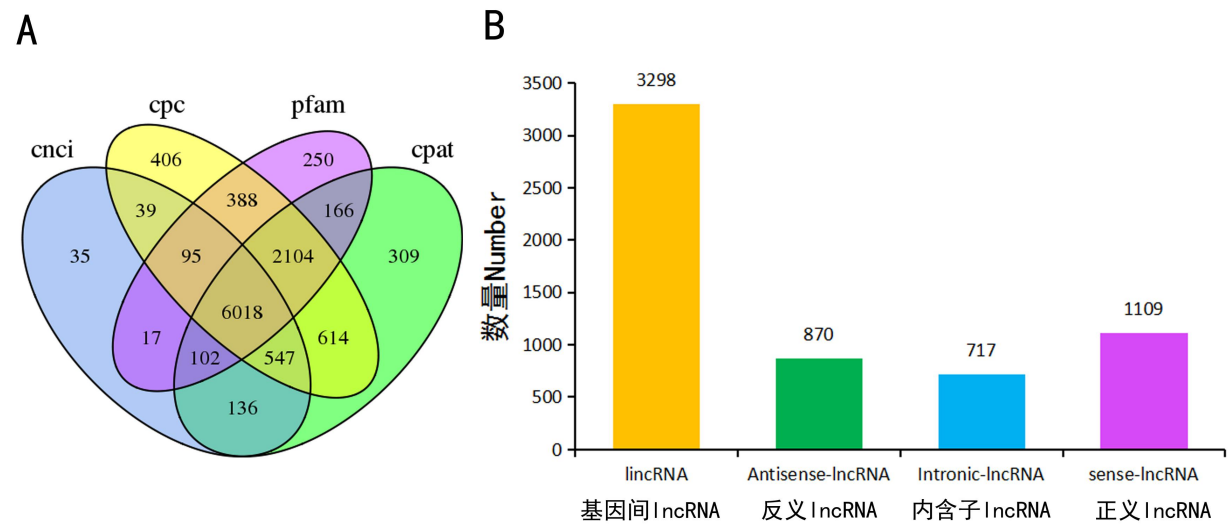 A
cnci
cpc
pfam
cpat
406
250
39
388
166
35
95
2104
309
6018
17
614
102
547
136
B
数量Number
3500
3000
2500
2000
1500
1000
500
0
3298
870
717
1109
lincRNA
Antisense-lncRNA
Intronic-lncRNA
sense-lncRNA
基因间lncRNA
反义lncRNA
内含子lncRNA
正义lncRNA